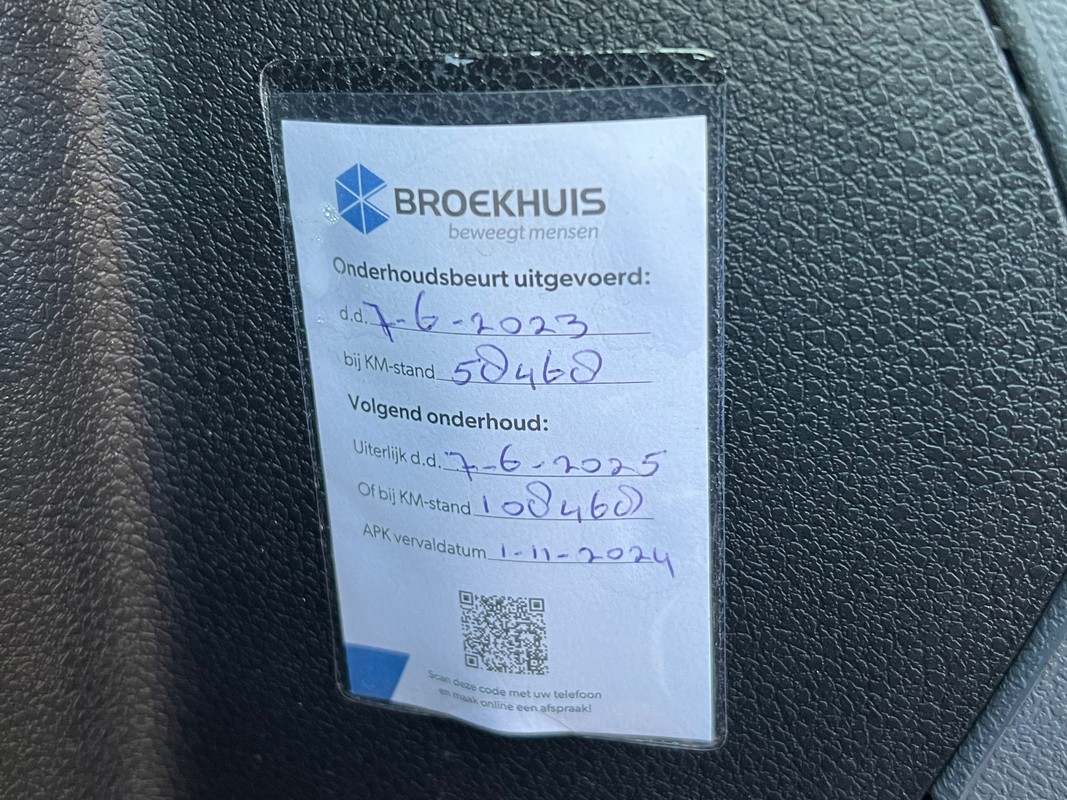 BROEKHUIS
beweegt mensen
Onderhoudsbeurt uitgevoerd:
d.d. 7-6-2023
bij KM-stand 58468
Volgend onderhoud:
Uiterlijk d.d. 7-6-2025
Of bij KM-stand 108468
APK vervaldatum 1-11-2024
Scan deze code met uw telefoon
en maak online een afspraak!